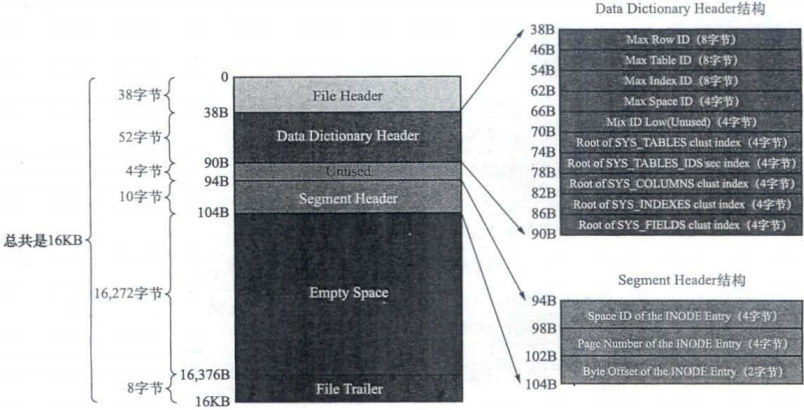 Data Dictionary Header结构
38B
Max Row ID（8字节）
46B
Max Table ID（8字节）
54B
Max Index ID（8字节）
62B
Max Space ID（4字节）
66B
Mix ID Low(Unused)（4字节）
70B
Root of SYS_TABLES clust index（4字节）
74B
Root of SYS_TABLES_IDS sec index（4字节）
78B
Root of SYS_COLUMNS clust index（4字节）
82B
Root of SYS_INDEXES clust index（4字节）
86B
Root of SYS_FIELDS clust index（4字节）
90B
总共是16KB
0
38字节
File Header
38B
52字节
Data Dictionary Header
90B
4字节
Unused
94B
10字节
Segment Header
104B
16,272字节
Empty Space
16,376B
8字节
File Trailer
16KB
Segment Header结构
94B
Space ID of the INODE Entry（4字节）
98B
Page Number of the INODE Entry（4字节）
102B
Byte Offset of the INODE Entry（2字节）
104B